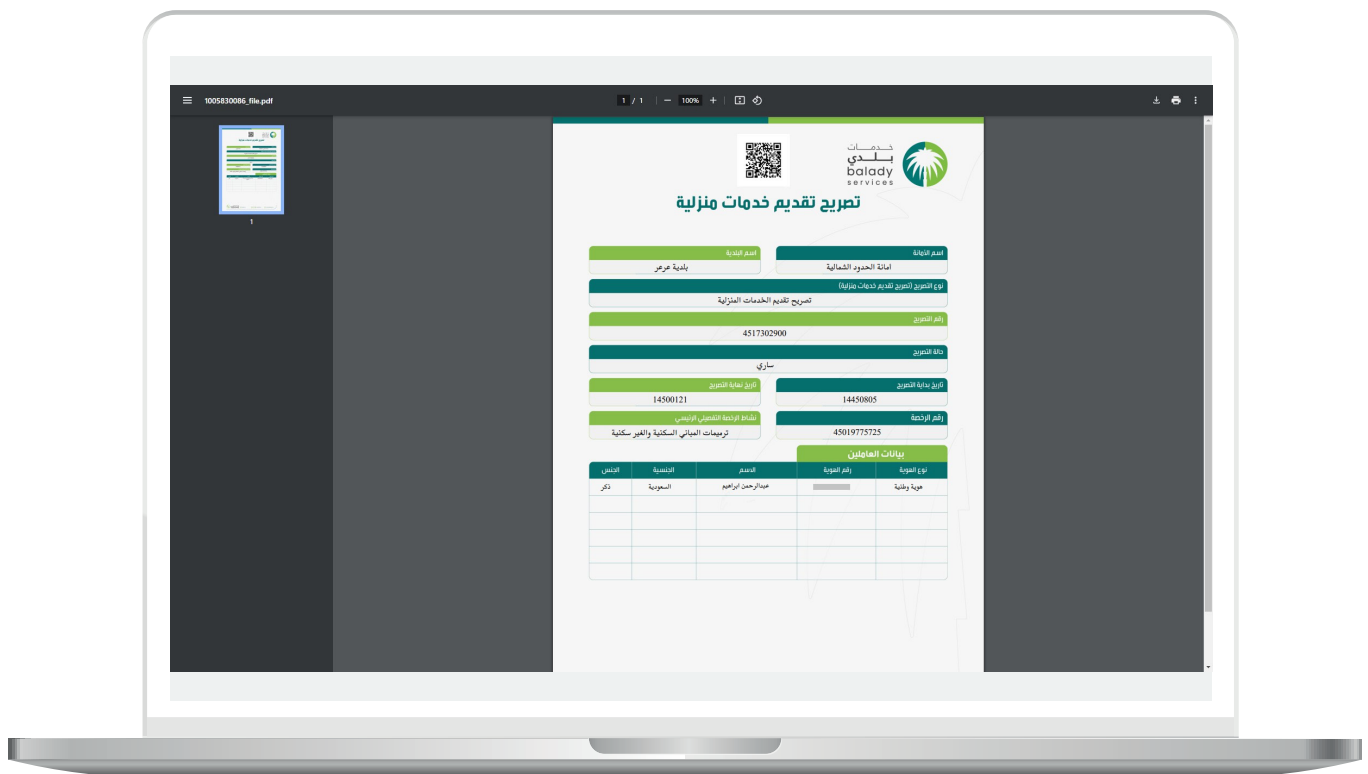 1005830086_file.pdf
1 / 1
100%
1
خدمات
بلدي
balady
services
تصريح تقديم خدمات منزلية
اسم الأمانة
اسم البلدية
امانة الحدود الشمالية
بلدية عرعر
نوع التصريح (تصريح تقديم خدمات منزلية)
تصريح تقديم الخدمات المنزلية
رقم التصريح
4517302900
حالة التصريح
ساري
تاريخ بداية التصريح
تاريخ نهاية التصريح
14450805
14500121
رقم الرخصة
نشاط الرخصة التفصيلي الرئيسي
45019775725
ترميمات المباني السكنية والغير سكنية
بيانات العاملين
نوع الهوية رقم الهوية الاسم الجنسية الجنس
هوية وطنية عبدالرحمن ابراهيم السعودية ذكر